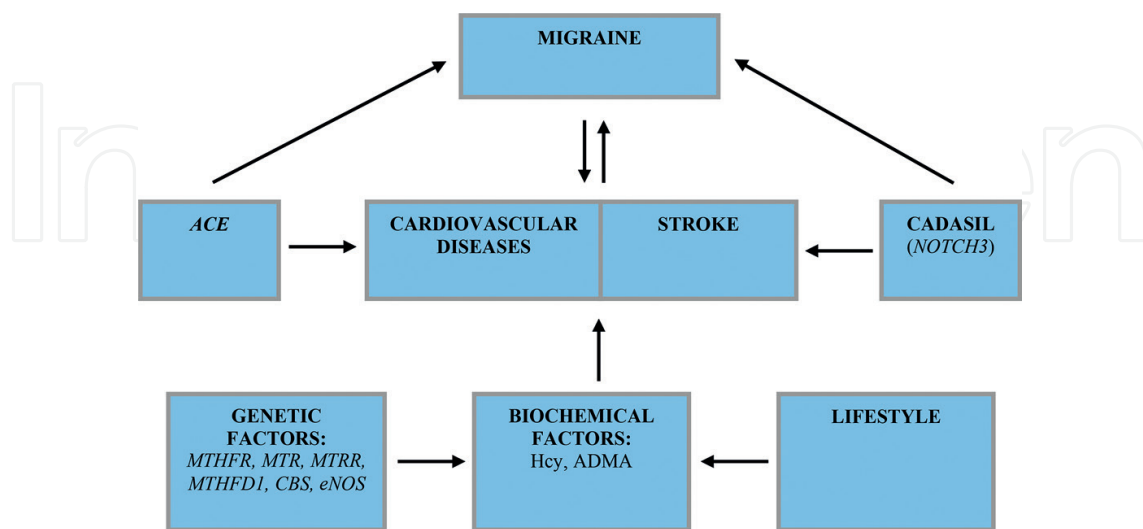 MIGRAINE
ACE
CARDIOVASCULAR
DISEASES
STROKE
CADASIL
(NOTCH3)
GENETIC
FACTORS:
MTHFR, MTR, MTRR,
MTHFD1, CBS, eNOS
BIOCHEMICAL
FACTORS:
Hcy, ADMA
LIFESTYLE